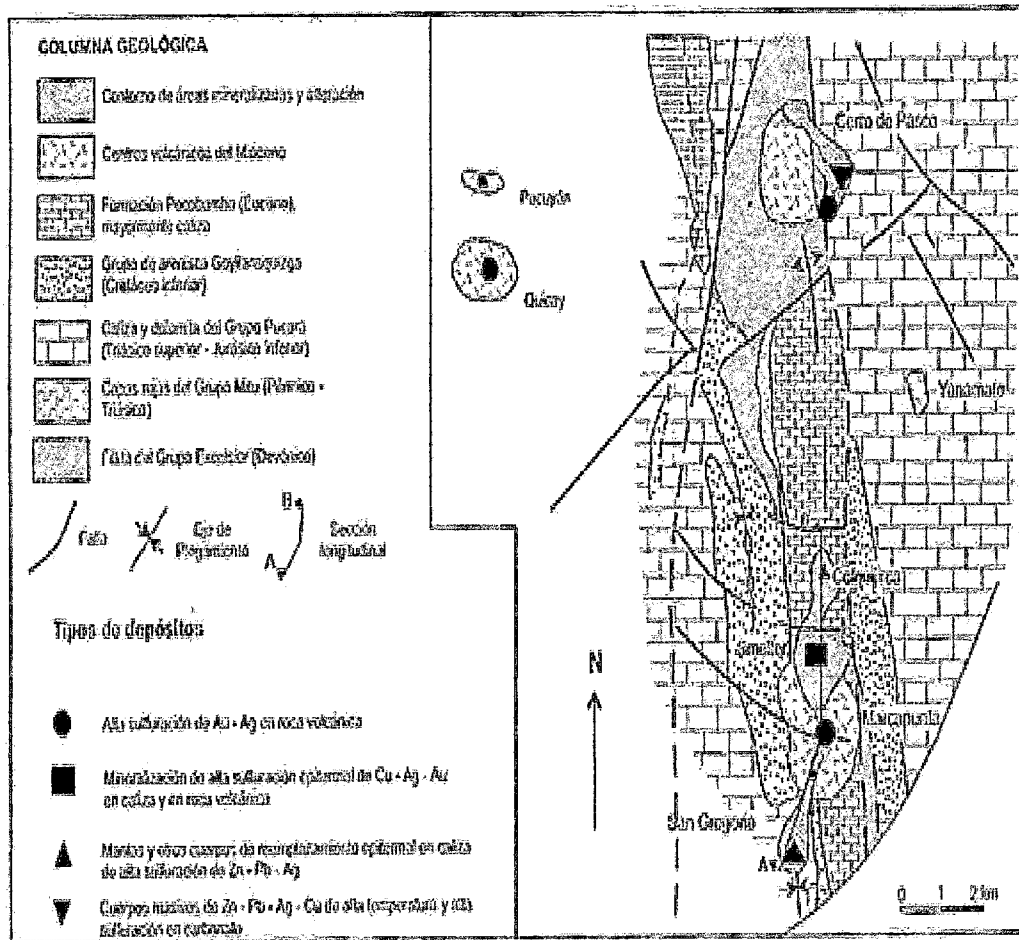 COLUMNA GEOLÓGICA
Contorno de áreas mineralizadas y alteración
Centros volcánicos del Mioceno
Formación Pocobamba (Eoceno),
mayormente caliza
Grupo de arenisca Goyllarisquizga
(Cretáceo inferior)
Caliza y dolomita del Grupo Pucará
(Triásico superior - Jurásico inferior)
Capas rojas del Grupo Mitu (Pérmico -
Triásico)
Filita del Grupo Excelsior (Devónico)
Falla
Eje de
Plegamiento
B
A
Sección
longitudinal
Tipos de depósitos
Alta sulfuración de Au - Ag en roca volcánica
Mineralización de alta sulfuración epitermal de Cu - Ag - Au
en caliza y en roca volcánica
Mantos y otros cuerpos de reemplazamiento epitermal en caliza
de alta sulfuración de Zn - Pb - Ag
Cuerpos masivos de Zn - Pb - Ag - Cu de alta temperatura y alta
sulfuración en carbonato
Pacoyán
Quicay
Cerro de Pasco
Yanamate
Colquijirca
Smelter
Marcapunta
San Gregorio
A
N
0 1 2 km